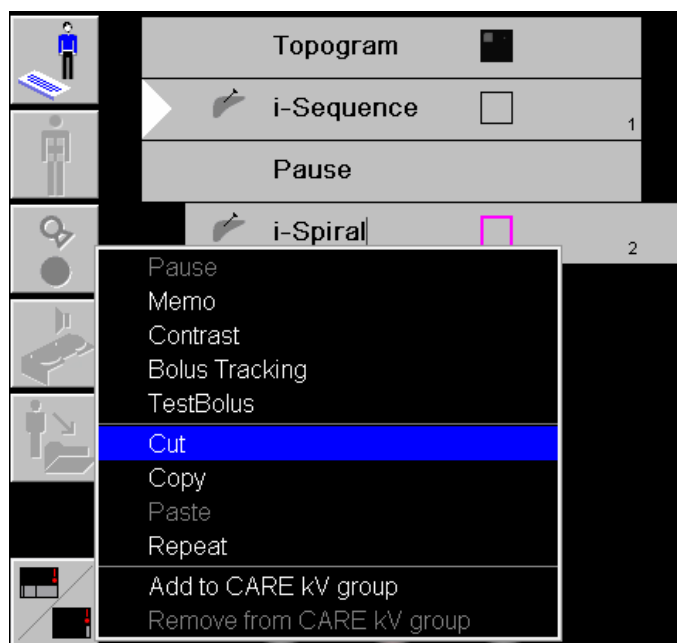 Topogram
i-Sequence
1
Pause
i-Spiral
2
Pause
Memo
Contrast
Bolus Tracking
TestBolus
Cut
Copy
Paste
Repeat
Add to CARE kV group
Remove from CARE kV group